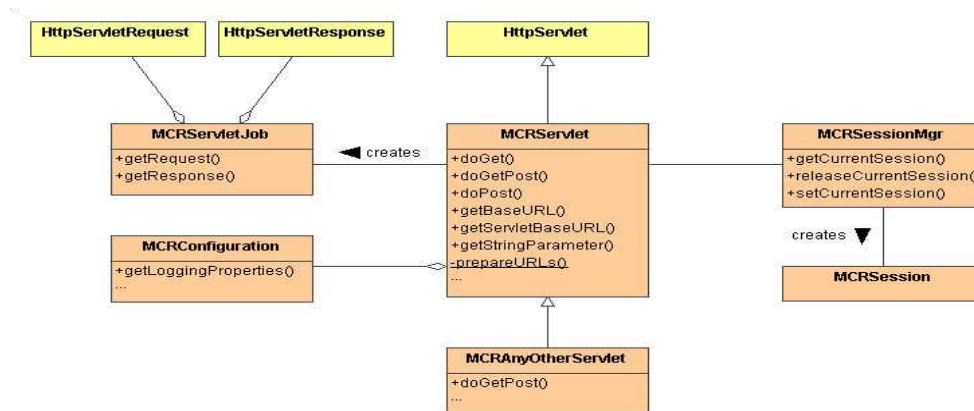 HttpServletRequest
HttpServletResponse
HttpServlet
MCRServletJob
+getRequest()
+getResponse()
creates
MCRServlet
+doGet()
+doGetPost()
+doPost()
+getBaseURL()
+getServletBaseURL()
+getStringParameter()
-prepareURLs()
...
MCRSessionMgr
+getCurrentSession()
+releaseCurrentSession()
+setCurrentSession()
creates
MCRSession
MCRConfiguration
+getLoggingProperties()
...
MCRAnyOtherServlet
+doGetPost()
...